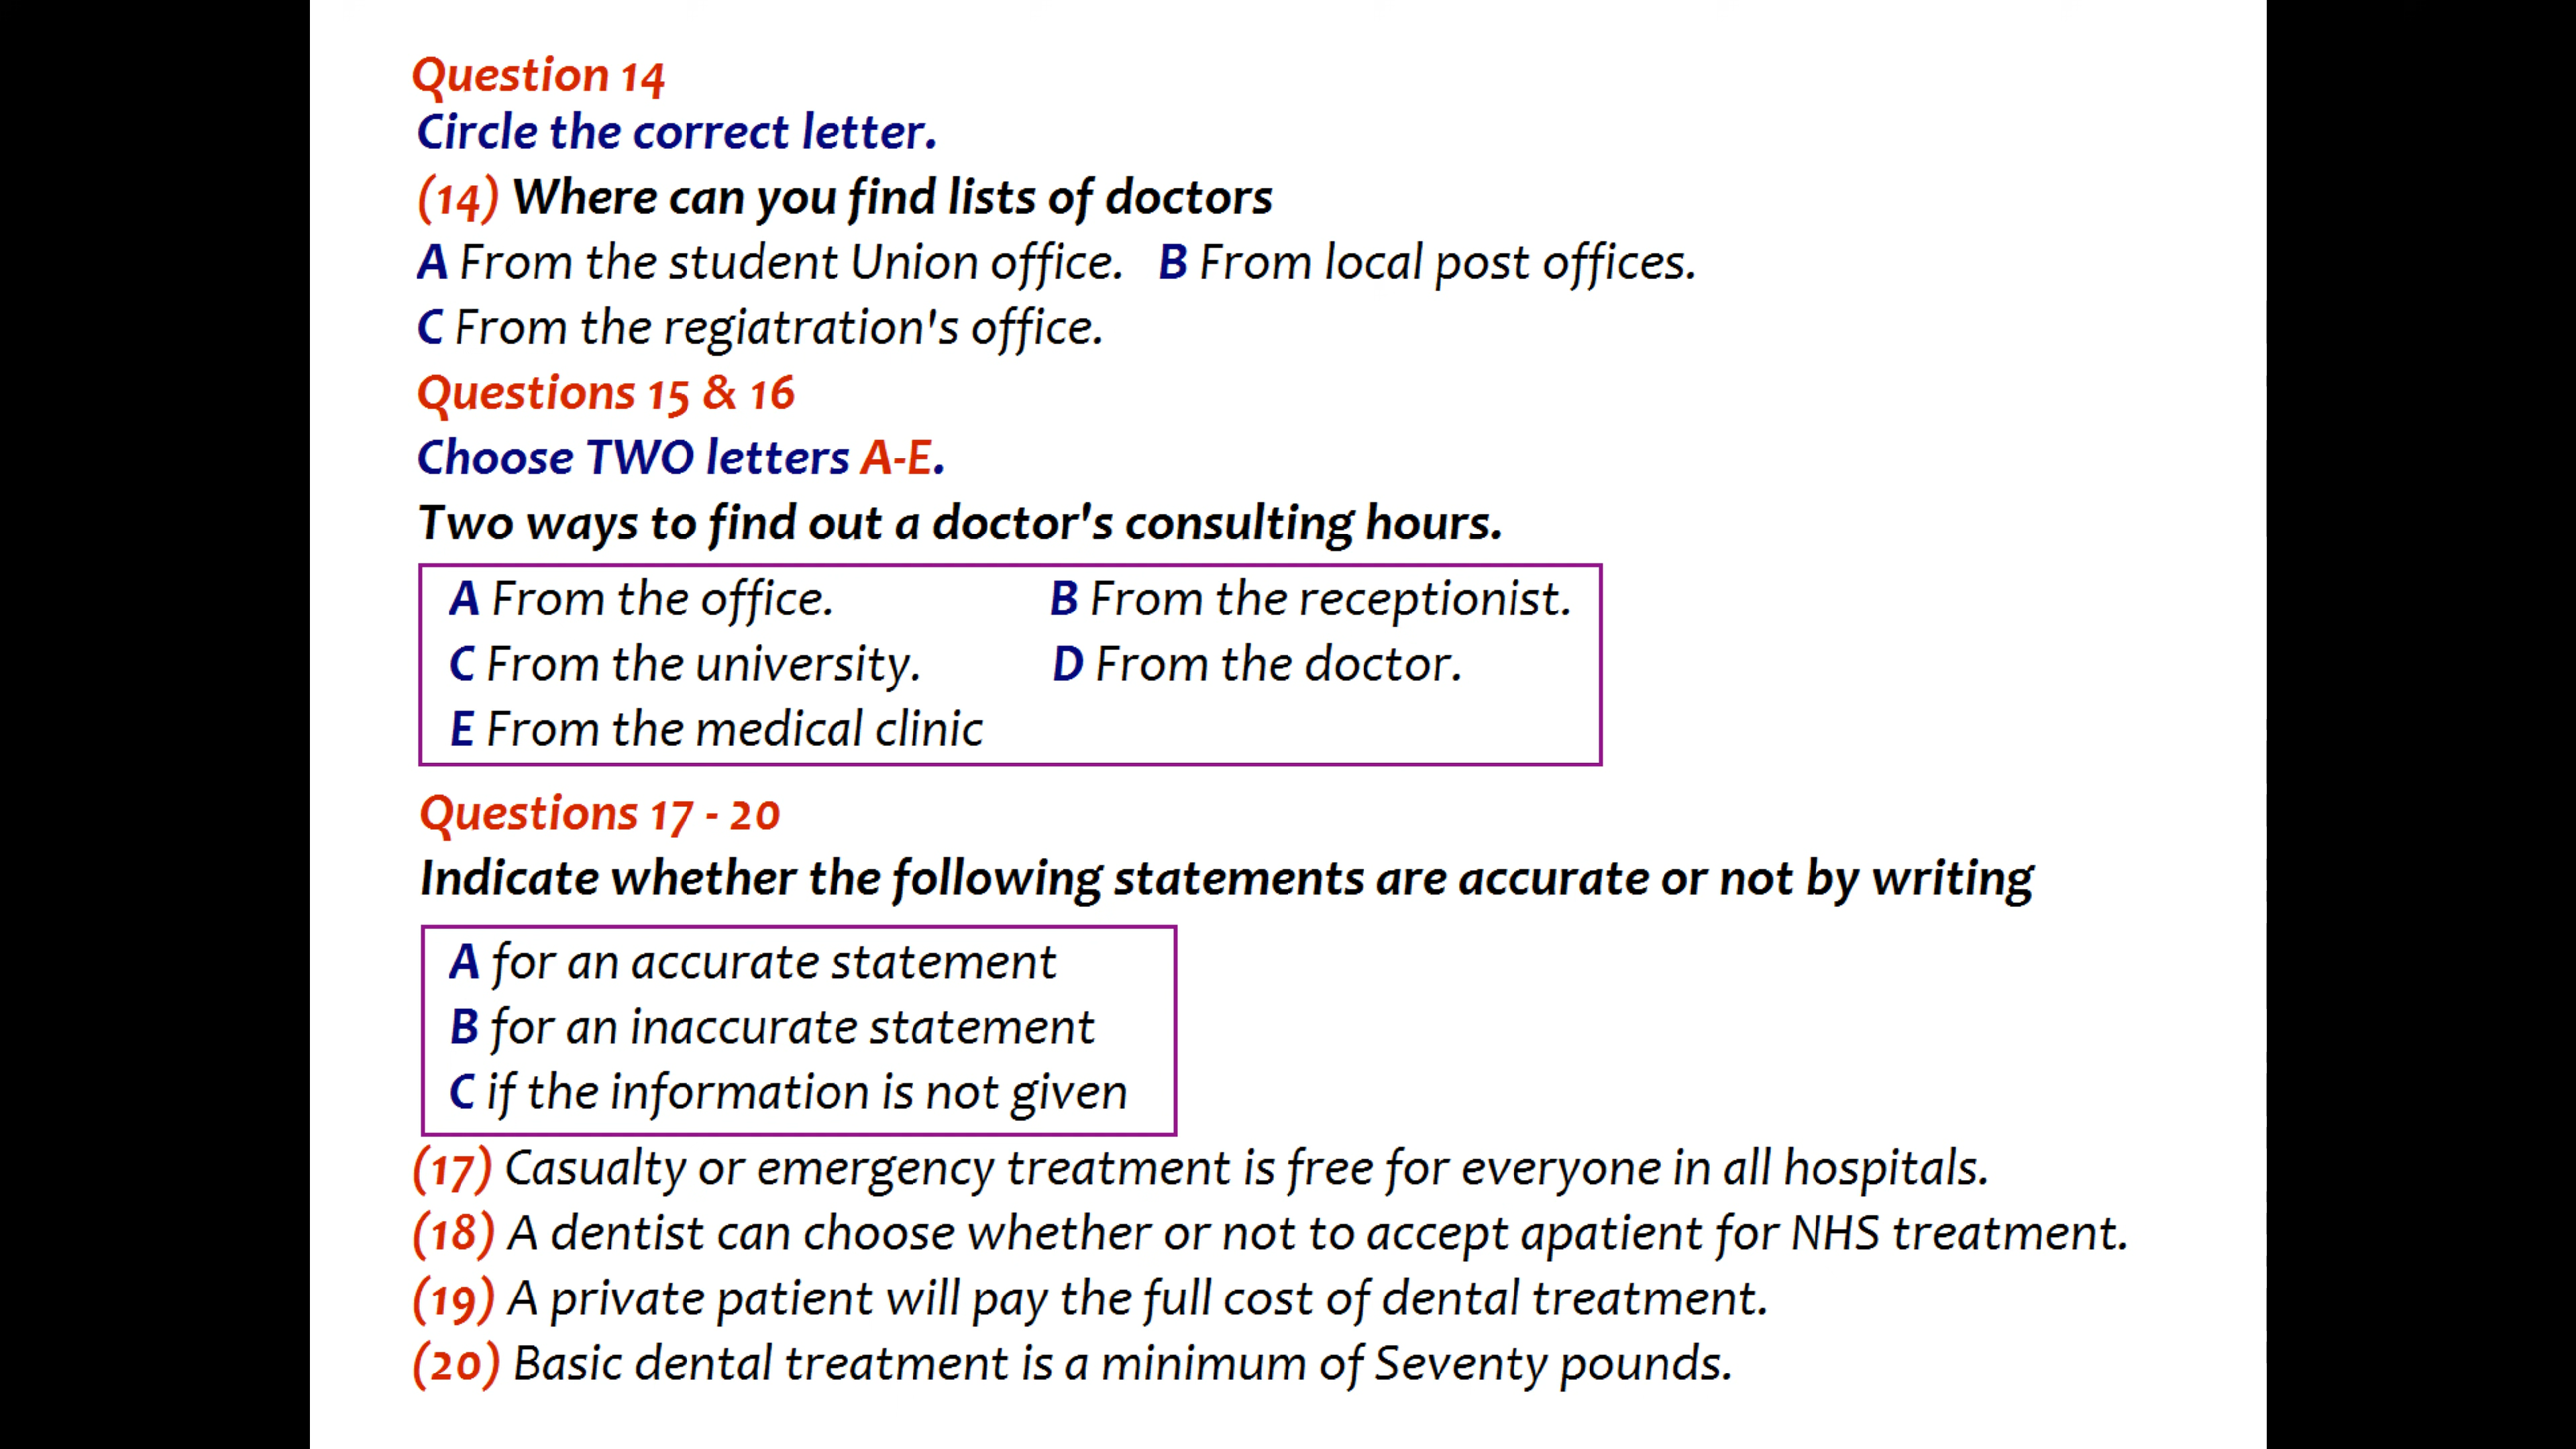 Question 14
Circle the correct letter.
(14) Where can you find lists of doctors
A From the student Union office. B From local post offices.
C From the regiatration's office.
Questions 15 & 16
Choose TWO letters A-E.
Two ways to find out a doctor's consulting hours.
A From the office. B From the receptionist.
C From the university. D From the doctor.
E From the medical clinic
Questions 17 - 20
Indicate whether the following statements are accurate or not by writing
A for an accurate statement
B for an inaccurate statement
C if the information is not given
(17) Casualty or emergency treatment is free for everyone in all hospitals.
(18) A dentist can choose whether or not to accept apatient for NHS treatment.
(19) A private patient will pay the full cost of dental treatment.
(20) Basic dental treatment is a minimum of Seventy pounds.